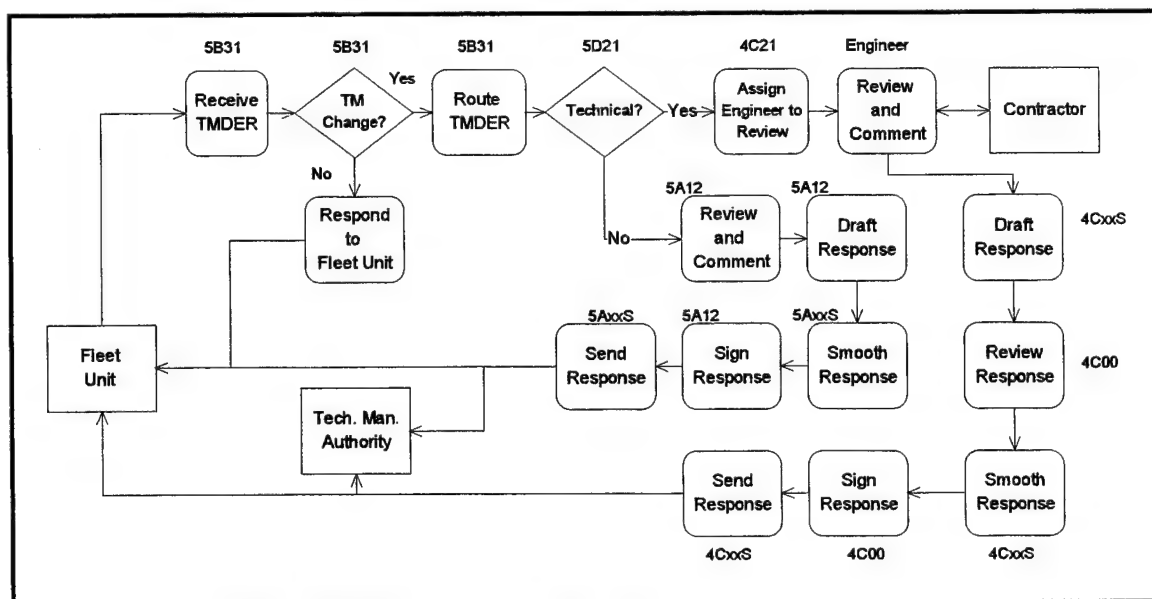 5B31
5B31
5B31
5D21
4C21
Engineer
Receive
TMDER
TM
Change?
Yes
Route
TMDER
Technical?
Yes
Assign
Engineer to
Review
Review
and
Comment
Contractor
No
Respond
to
Fleet Unit
No
5A12
Review
and
Comment
5A12
Draft
Response
Draft
Response
4CxxS
Fleet
Unit
5AxxS
Send
Response
5A12
Sign
Response
5AxxS
Smooth
Response
Review
Response
4C00
Tech. Man.
Authority
Send
Response
4CxxS
Sign
Response
4C00
Smooth
Response
4CxxS